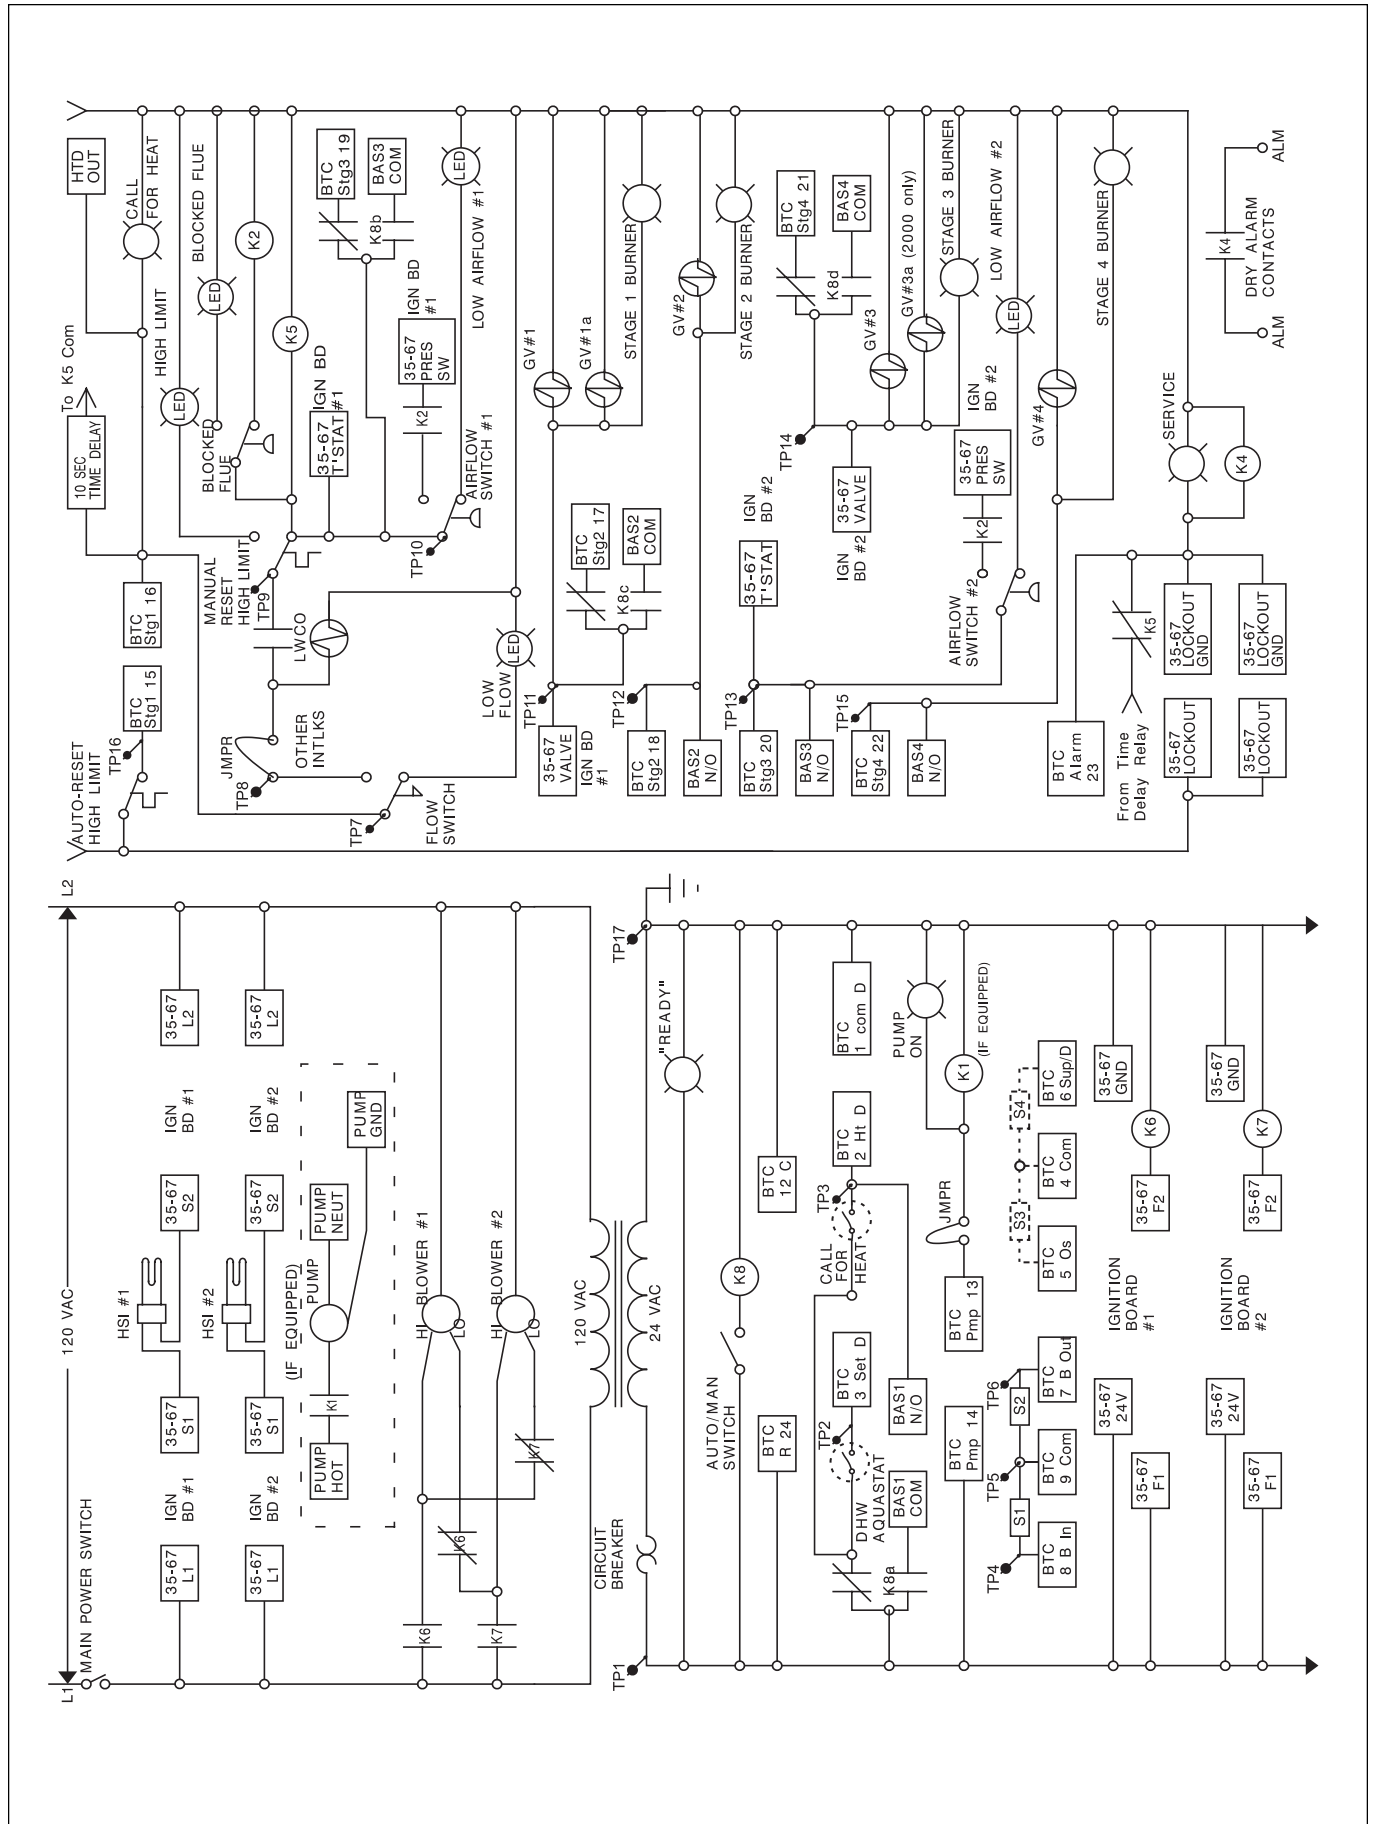 L1
120 VAC
L2
MAIN POWER SWITCH
35-67
L1
IGN
BD #1
35-67
S1
HSI #1
35-67
S2
IGN
BD #1
35-67
L2
35-67
L1
IGN
BD #2
35-67
S1
HSI #2
35-67
S2
IGN
BD #2
35-67
L2
(IF EQUIPPED)
PUMP
HOT
K1
PUMP
PUMP
NEUT
PUMP
GND
K6
K6
HI
BLOWER #1
LO
K7
K7
HI
BLOWER #2
LO
120 VAC
24 VAC
CIRCUIT
BREAKER
TP1
TP17
"READY"
AUTO/MAN
SWITCH
K8
BTC
R 24
BTC
12 C
K8a
DHW
AQUASTAT
TP2
BTC
3 Set D
CALL
FOR
HEAT
TP3
BTC
2 Ht D
BTC
1 com D
BAS1
COM
BAS1
N/O
PUMP
ON
BTC
Pmp 14
BTC
Pmp 13
JMPR
K1
(IF EQUIPPED)
TP4
S1
TP5
S2
TP6
S3
S4
BTC
8 B In
BTC
9 Com
BTC
7 B Out
BTC
5 Os
BTC
4 Com
BTC
6 Sup/D
35-67
24V
IGNITION
BOARD
#1
35-67
GND
35-67
F1
35-67
F2
K6
35-67
24V
IGNITION
BOARD
#2
35-67
GND
35-67
F1
35-67
F2
K7
AUTO-RESET
HIGH LIMIT
TP16
BTC
Stg1 15
BTC
Stg1 16
10 SEC
TIME DELAY
To K5 Com
HTD
OUT
CALL
FOR HEAT
HIGH LIMIT
LED
BLOCKED
FLUE
LED
BLOCKED FLUE
K2
K5
JMPR
TP8
OTHER
INTLKS
LWCO
MANUAL
RESET
HIGH LIMIT
TP9
35-67
T'STAT
IGN BD
#1
K8b
BTC
Stg3 19
BAS3
COM
TP10
AIRFLOW
SWITCH #1
K2
35-67
PRES
SW
IGN BD
#1
LED
LOW AIRFLOW #1
TP7
FLOW
SWITCH
LOW
FLOW
LED
35-67
VALVE
IGN BD
#1
TP11
GV#1
GV#1a
STAGE 1 BURNER
BTC
Stg2 17
K8c
BAS2
COM
BTC
Stg2 18
TP12
BAS2
N/O
GV#2
STAGE 2 BURNER
BTC
Stg3 20
TP13
35-67
T'STAT
IGN
BD #2
BAS3
N/O
TP14
K8d
BTC
Stg4 21
BAS4
COM
35-67
VALVE
IGN
BD #2
GV#3
GV#3a (2000 only)
STAGE 3 BURNER
AIRFLOW
SWITCH #2
K2
35-67
PRES
SW
IGN
BD #2
LED
LOW AIRFLOW #2
BTC
Stg4 22
TP15
BAS4
N/O
GV#4
STAGE 4 BURNER
BTC
Alarm
23
From Time
Delay Relay
K5
35-67
LOCKOUT
35-67
LOCKOUT
GND
35-67
LOCKOUT
35-67
LOCKOUT
GND
SERVICE
K4
ALM
K4
ALM
DRY ALARM
CONTACTS